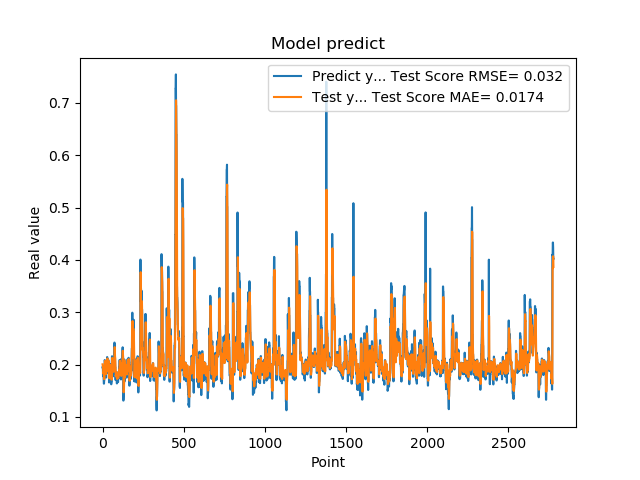 Model predict
Predict y... Test Score RMSE= 0.032
Test y... Test Score MAE= 0.0174
Real value
0.7
0.6
0.5
0.4
0.3
0.2
0.1
0
500
1000
1500
2000
2500
Point